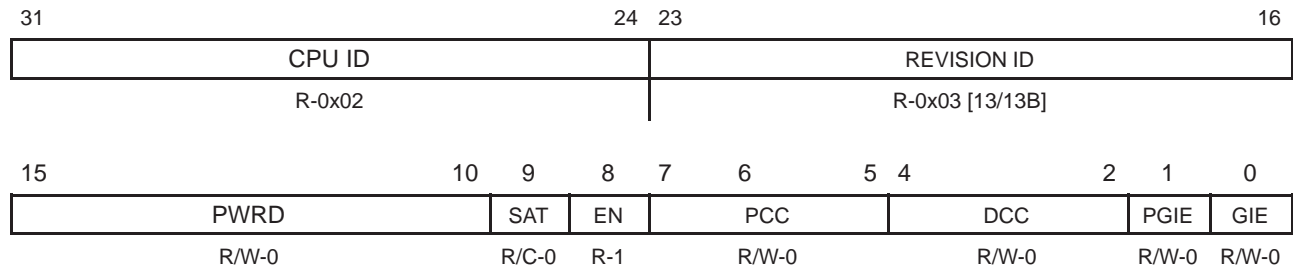 31 24 23 16
CPU ID REVISION ID
R-0x02 R-0x03 [13/13B]
15 10 9 8 7 6 5 4 2 1 0
PWRD SAT EN PCC DCC PGIE GIE
R/W-0 R/C-0 R-1 R/W-0 R/W-0 R/W-0 R/W-0